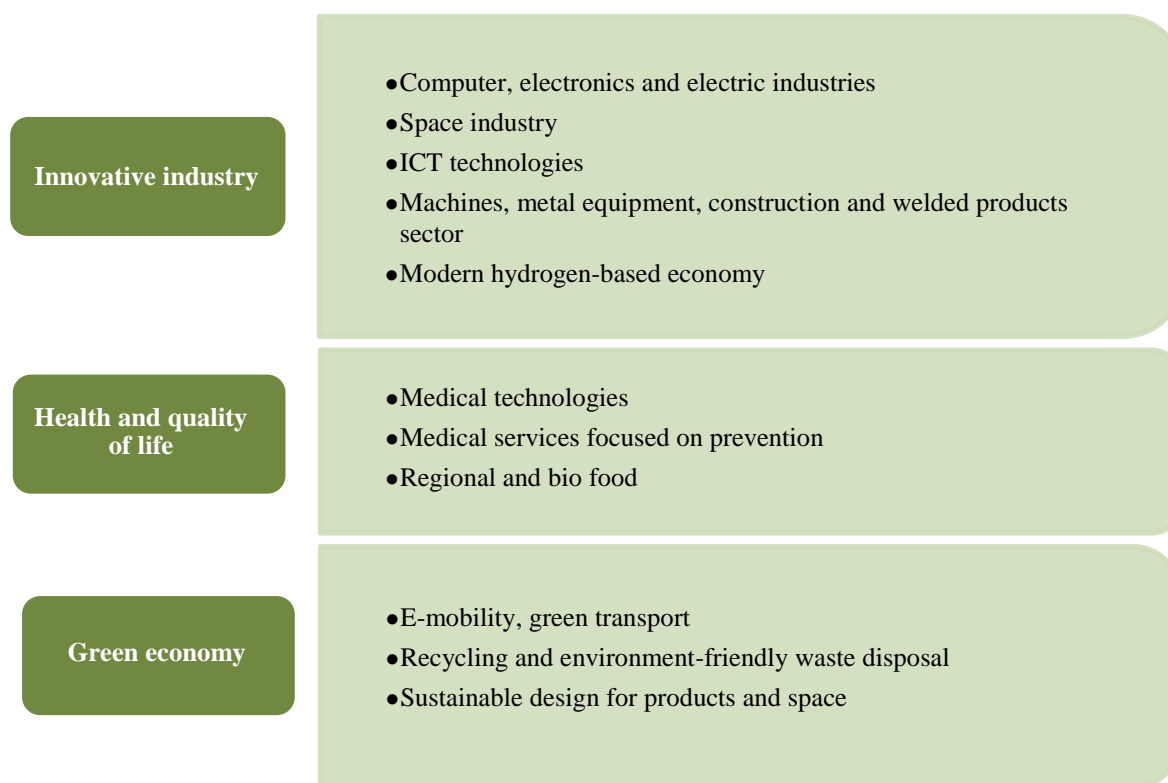 Innovative industry
●Computer, electronics and electric industries
●Space industry
●ICT technologies
●Machines, metal equipment, construction and welded products
sector
●Modern hydrogen-based economy
Health and quality
of life
●Medical technologies
●Medical services focused on prevention
●Regional and bio food
Green economy
●E-mobility, green transport
●Recycling and environment-friendly waste disposal
●Sustainable design for products and space